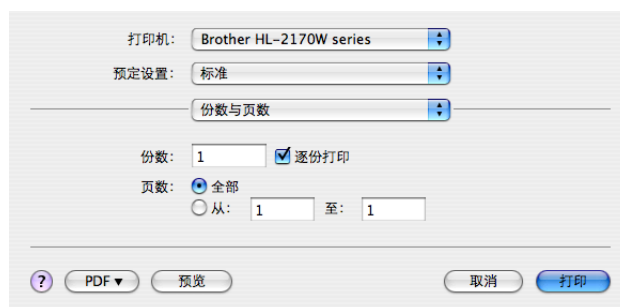 打印机: Brother HL-2170W series
预定设置: 标准
份数与页数
份数: 1 逐份打印
页数: 全部
从: 1 至: 1
? PDF▼ 预览 取消 打印